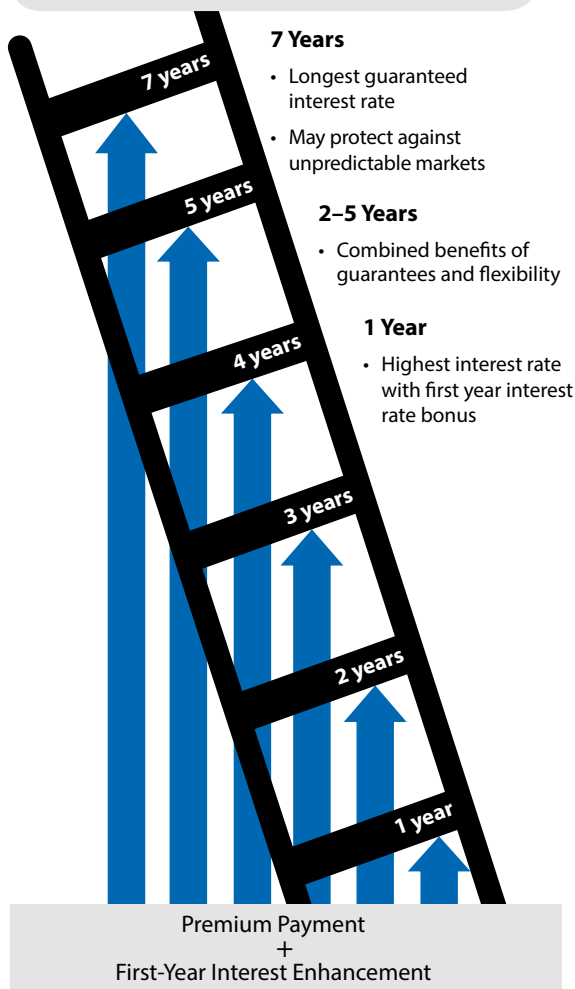 7 Years
• Longest guaranteed
interest rate
• May protect against
unpredictable markets
2–5 Years
• Combined benefits of
guarantees and flexibility
1 Year
• Highest interest rate
with first year interest
rate bonus
7 years
5 years
4 years
3 years
2 years
1 year
Premium Payment
+
First-Year Interest Enhancement